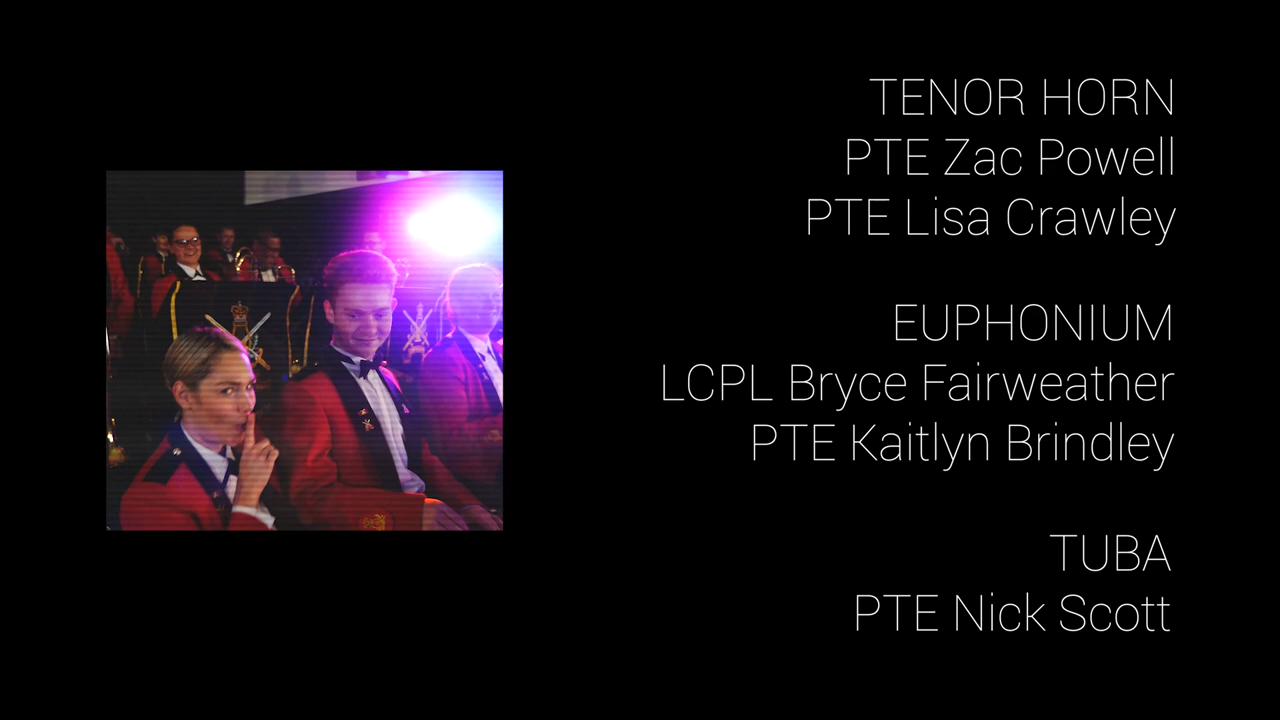 TENOR HORN
PTE Zac Powell
PTE Lisa Crawley
EUPHONIUM
LCPL Bryce Fairweather
PTE Kaitlyn Brindley
TUBA
PTE Nick Scott